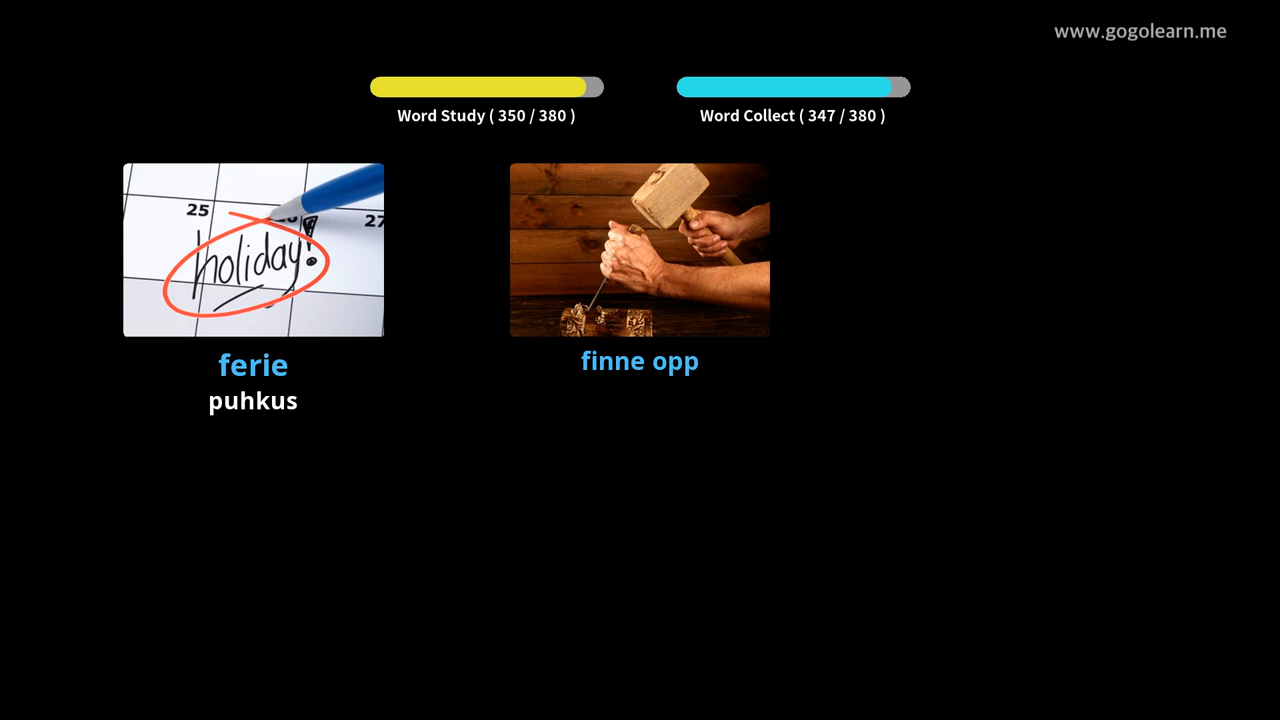 www.gogolearn.me
Word Study ( 350 / 380 )
Word Collect ( 347 / 380 )
25
27
holiday!
ferie
puhkus
finne opp